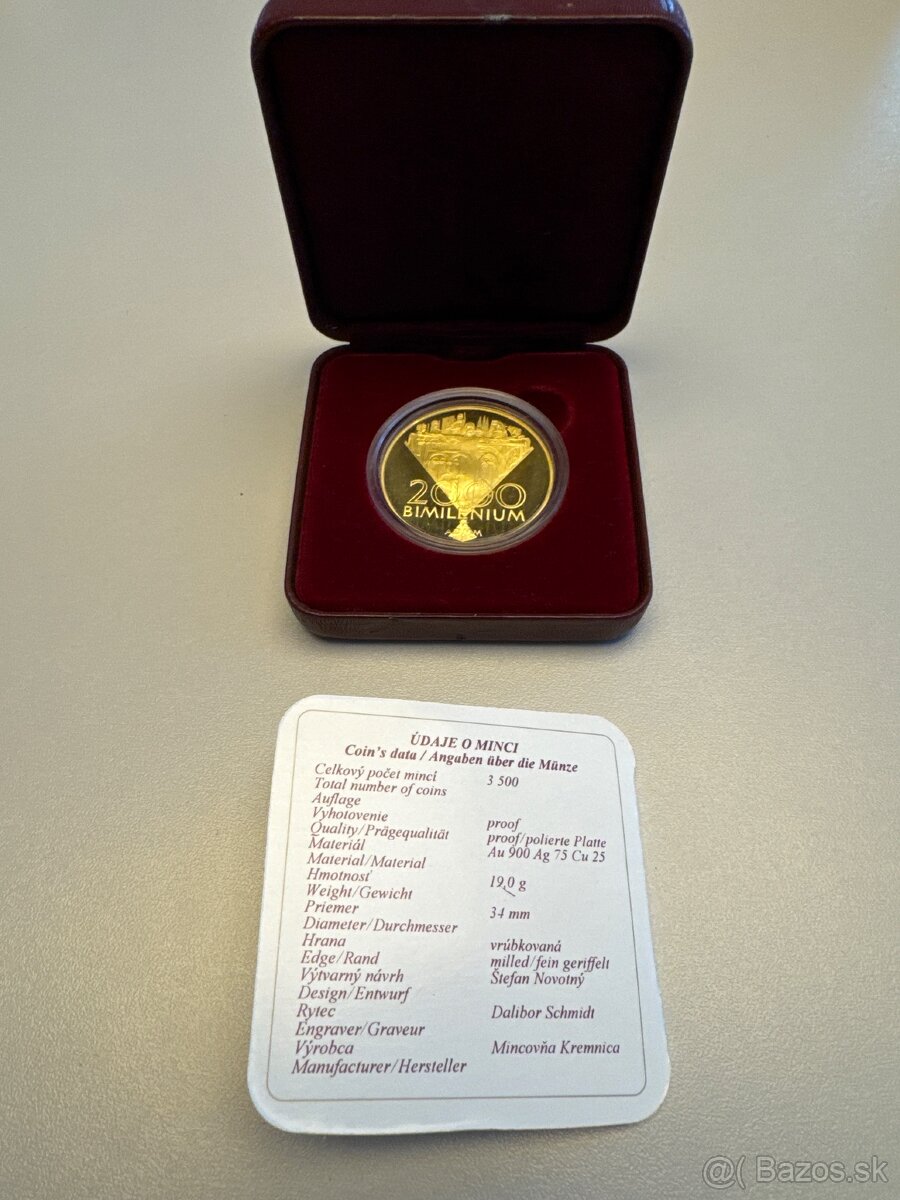 2000
BIMILENIUM
ÚDAJE O MINCI
Coin's data / Angaben über die Münze
Celkový počet mincí 3 500
Total number of coins
Auflage
Vyhotovenie proof
Quality/Prägequalität proof/polierte Platte
Materiál Au 900 Ag 75 Cu 25
Material/Material
Hmotnosť 19,0 g
Weight/Gewicht
Priemer 34 mm
Diameter/Durchmesser
Hrana vrúbkovaná
Edge/Rand milled/fein geriffelt
Výtvarný návrh Štefan Novotný
Design/Entwurf
Rytec Dalibor Schmidt
Engraver/Graveur
Výrobca Mincovňa Kremnica
Manufacturer/Hersteller
@( Bazos.sk